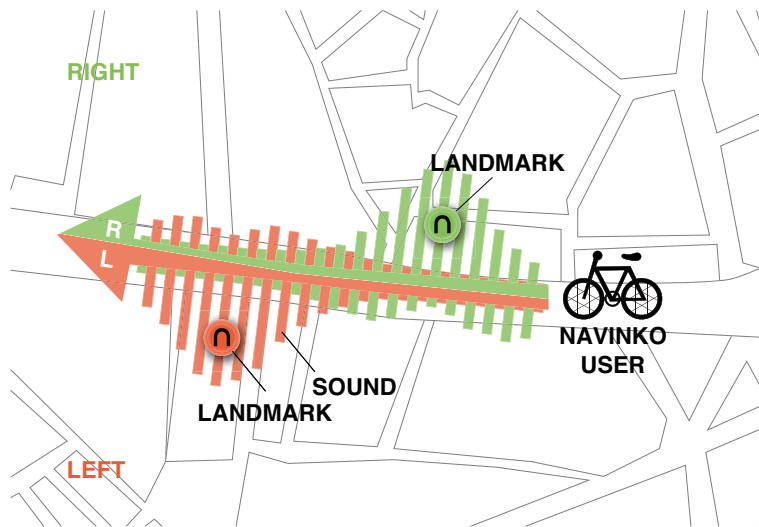 RIGHT
LANDMARK
R
L
NAVINKO
USER
SOUND
LANDMARK
LEFT